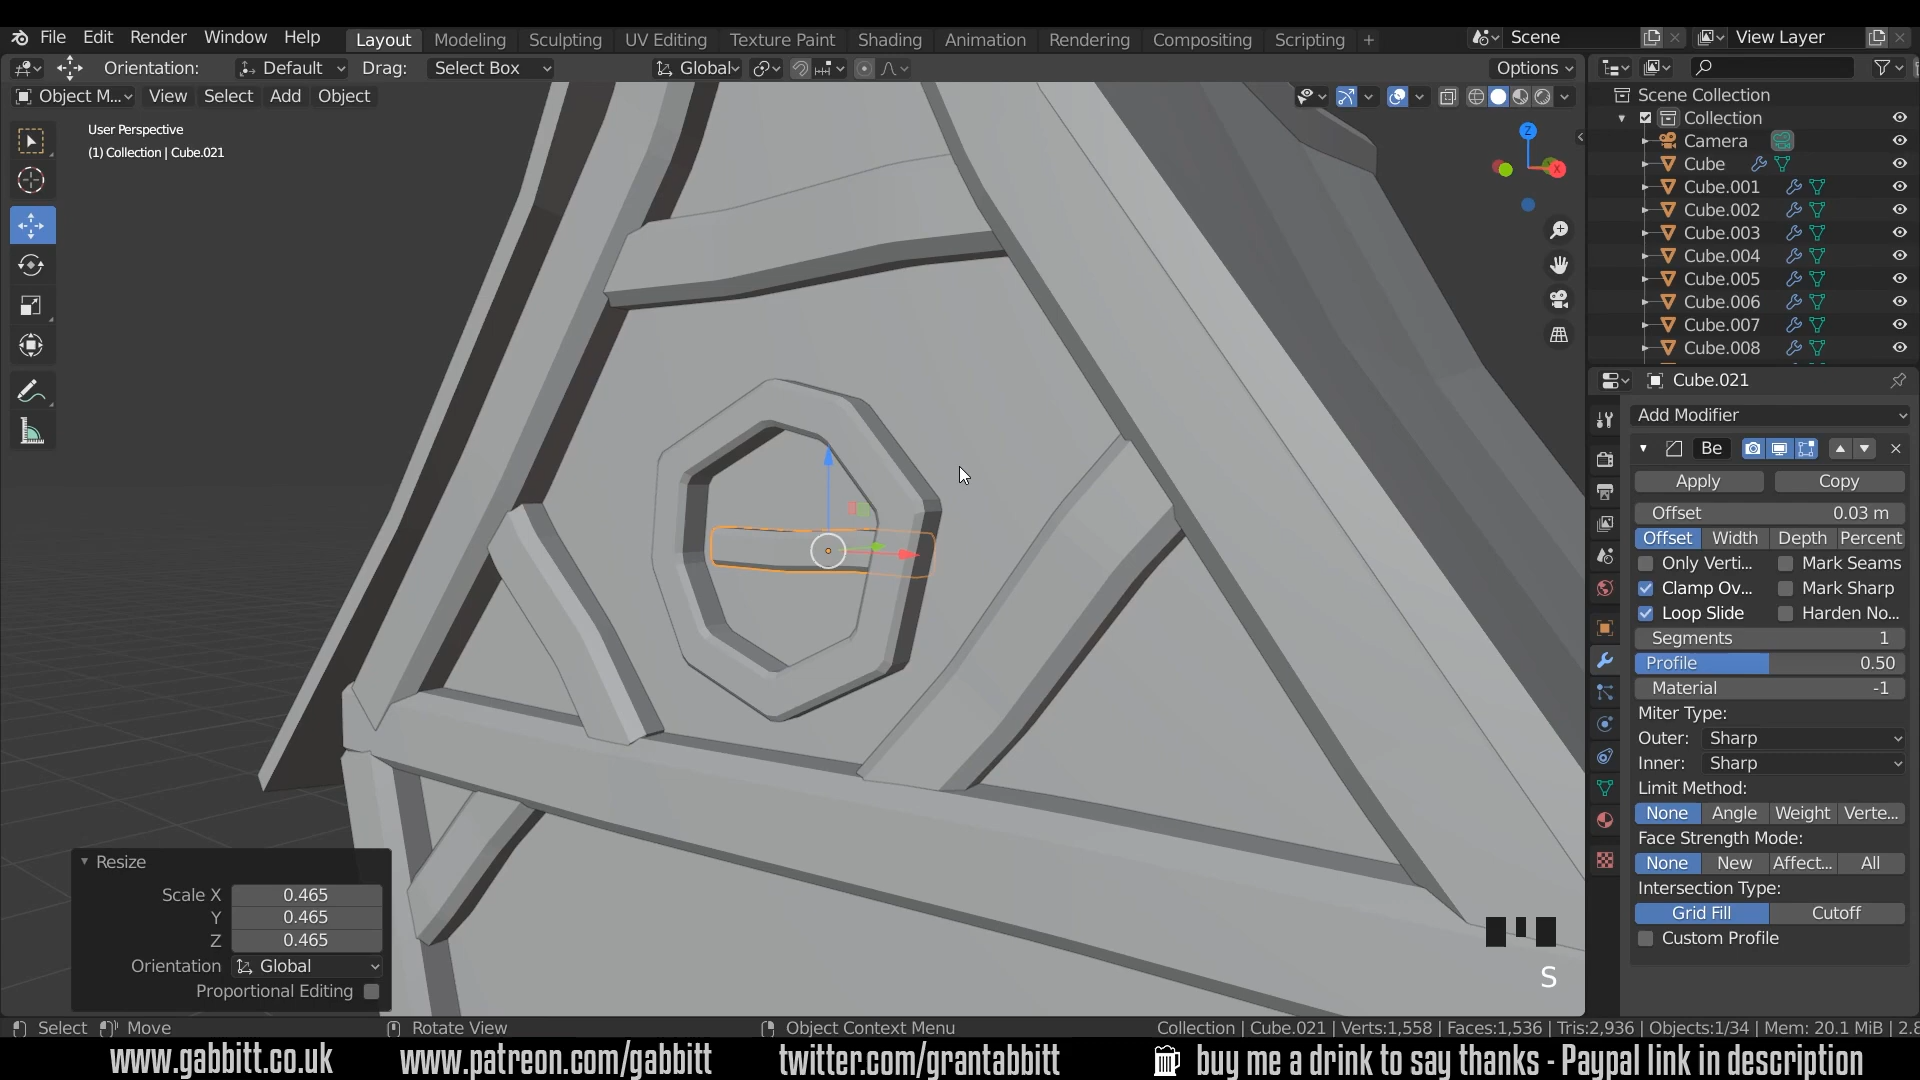 File Edit Render Window Help Layout Modeling Sculpting UV Editing Texture Paint Shading Animation Rendering Compositing Scripting + Scene View Layer
Orientation: Default Drag: Select Box Global Options
Object M... View Select Add Object
User Perspective
(1) Collection | Cube.021
Z
X
Scene Collection
Collection
Camera
Cube
Cube.001
Cube.002
Cube.003
Cube.004
Cube.005
Cube.006
Cube.007
Cube.008
Cube.021
Add Modifier
Be
Apply Copy
Offset 0.03 m
Offset Width Depth Percent
Only Verti... Mark Seams
Clamp Ov... Mark Sharp
Loop Slide Harden No...
Segments 1
Profile 0.50
Material -1
Miter Type:
Outer: Sharp
Inner: Sharp
Limit Method:
None Angle Weight Verte...
Face Strength Mode:
None New Affect... All
Intersection Type:
Grid Fill Cutoff
Custom Profile
Resize
Scale X 0.465
Y 0.465
Z 0.465
Orientation Global
Proportional Editing
S
Select Move Rotate View Object Context Menu Collection | Cube.021 | Verts:1,558 | Faces:1,536 | Tris:2,936 | Objects:1/34 | Mem: 20.1 MiB | 2.8
www.gabbitt.co.uk www.patreon.com/gabbitt twitter.com/grantabbitt buy me a drink to say thanks - Paypal link in description